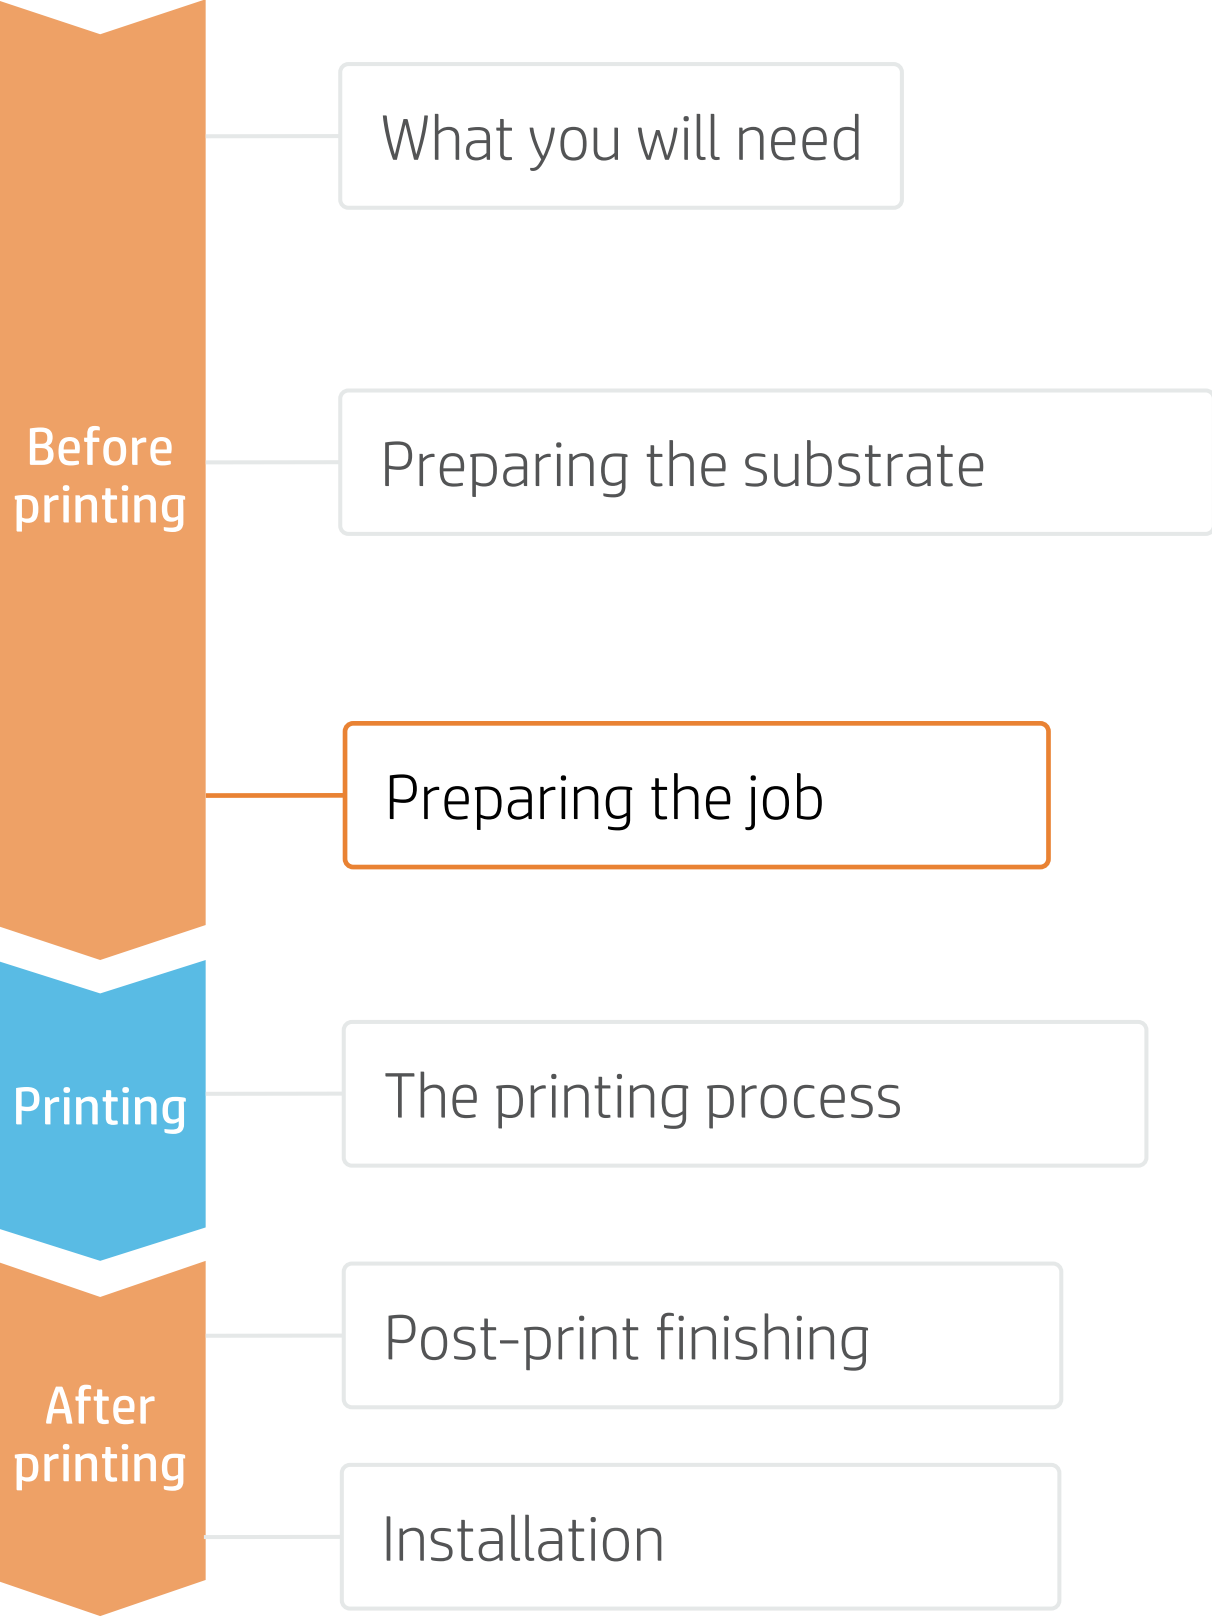 What you will need
Before
printing
Preparing the substrate
Preparing the job
Printing
The printing process
After
printing
Post-print finishing
Installation